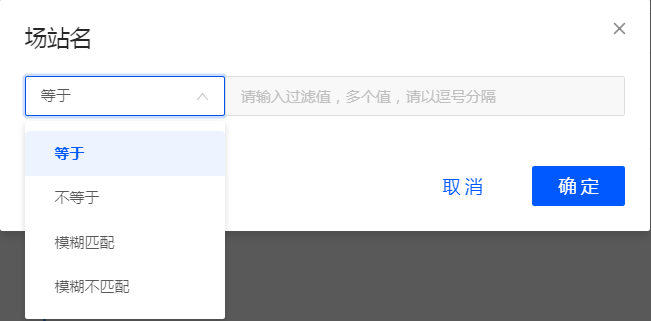 场站名
等于
请输入过滤值，多个值，请以逗号分隔
等于
不等于
模糊匹配
模糊不匹配
取消
确定